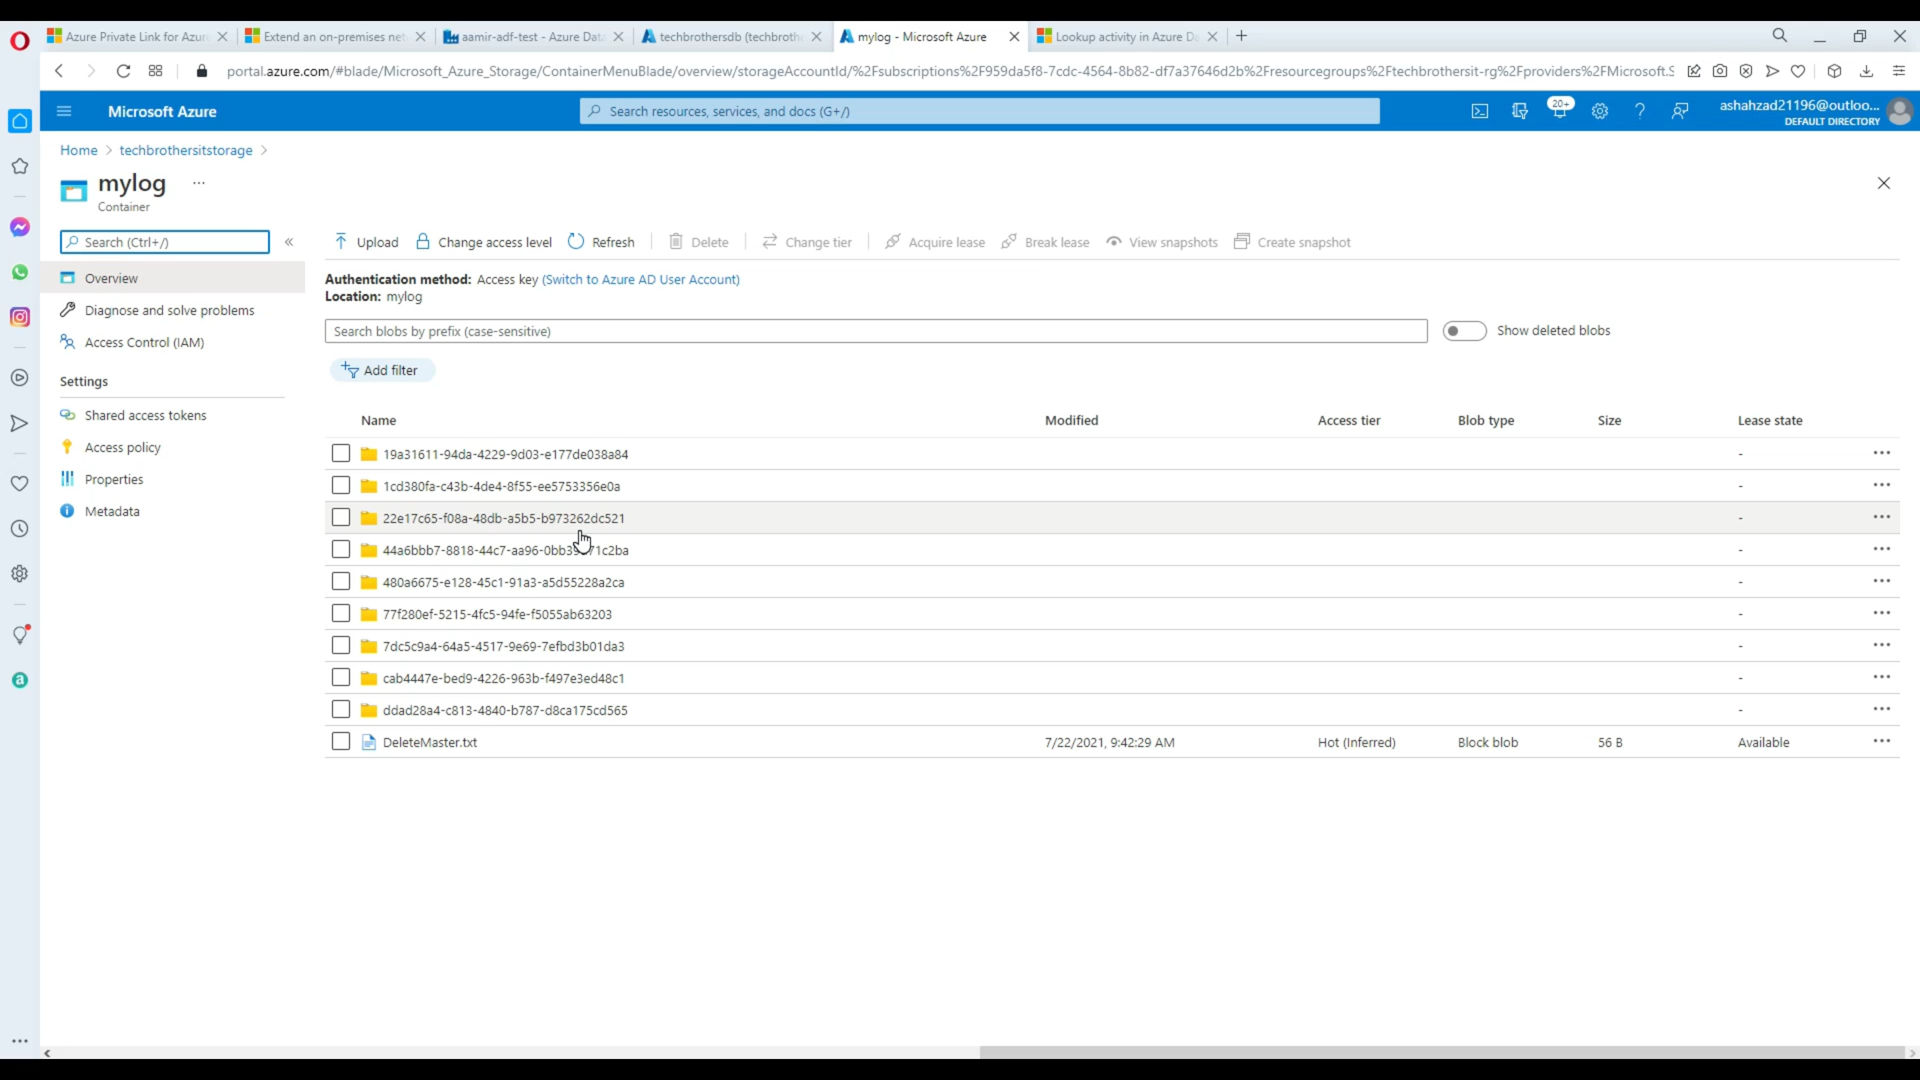 Azure Private Link for Azur
Extend an on-premises net
aamir-adf-test - Azure Data
techbrothersdb (techbroth
mylog - Microsoft Azure
Lookup activity in Azure Da
portal.azure.com/#blade/Microsoft_Azure_Storage/ContainerMenuBlade/overview/storageAccountId/%2Fsubscriptions%2F959da5f8-7cdc-4564-8b82-df7a37646d2b%2Fresourcegroups%2Ftechbrothersit-rg%2Fproviders%2FMicrosoft.S
Microsoft Azure
Search resources, services, and docs (G+/)
20+
ashahzad21196@outloo...
DEFAULT DIRECTORY
Home > techbrothersitstorage >
mylog ...
Container
Search (Ctrl+/)
«
Upload
Change access level
Refresh
Delete
Change tier
Acquire lease
Break lease
View snapshots
Create snapshot
Overview
Diagnose and solve problems
Access Control (IAM)
Settings
Shared access tokens
Access policy
Properties
Metadata
Authentication method: Access key (Switch to Azure AD User Account)
Location: mylog
Search blobs by prefix (case-sensitive)
Show deleted blobs
Add filter
Name Modified Access tier Blob type Size Lease state
19a31611-94da-4229-9d03-e177de038a84 - ...
1cd380fa-c43b-4de4-8f55-ee5753356e0a - ...
22e17c65-f08a-48db-a5b5-b973262dc521 - ...
44a6bbb7-8818-44c7-aa96- - ...
480a6675-e128-45c1-91a3-a5d55228a2ca - ...
77f280ef-5215-4fc5-94fe-f5055ab63203 - ...
7dc5c9a4-64a5-4517-9e69-7efbd3b01da3 - ...
cab4447e-bed9-4226-963b-f497e3ed48c1 - ...
ddad28a4-c813-4840-b787-d8ca175cd565 - ...
DeleteMaster.txt 7/22/2021, 9:42:29 AM Hot (Inferred) Block blob 56 B Available ...